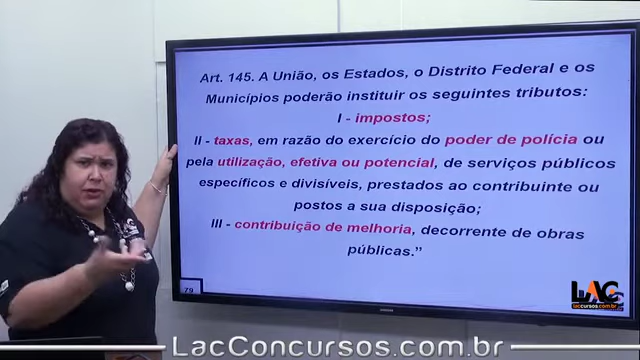 Art. 145. A União, os Estados, o Distrito Federal e os
Municípios poderão instituir os seguintes tributos:
I - impostos;
II - taxas, em razão do exercício do poder de polícia ou
pela utilização, efetiva ou potencial, de serviços públicos
específicos e divisíveis, prestados ao contribuinte ou
postos a sua disposição;
III - contribuição de melhoria, decorrente de obras
públicas.”
79
LAC
luccursos.com.br
LacConcursos.com.br